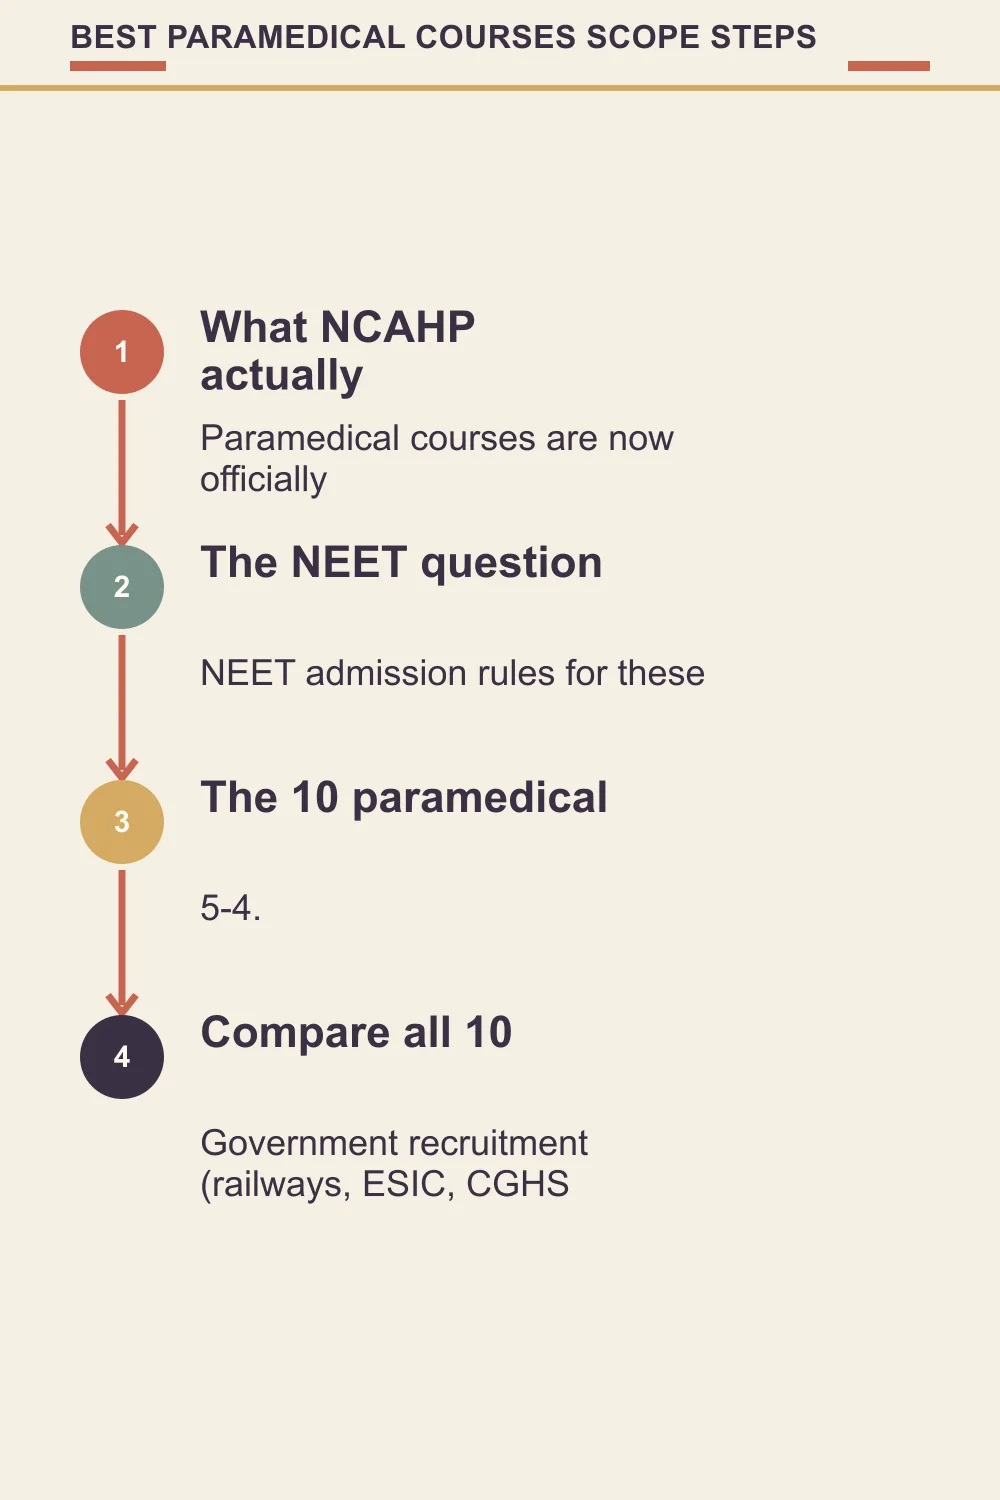 BEST PARAMEDICAL COURSES SCOPE STEPS
1
What NCAHP
actually
Paramedical courses are now
officially
2
The NEET question
NEET admission rules for these
3
The 10 paramedical
5-4.
4
Compare all 10
Government recruitment
(railways, ESIC, CGHS